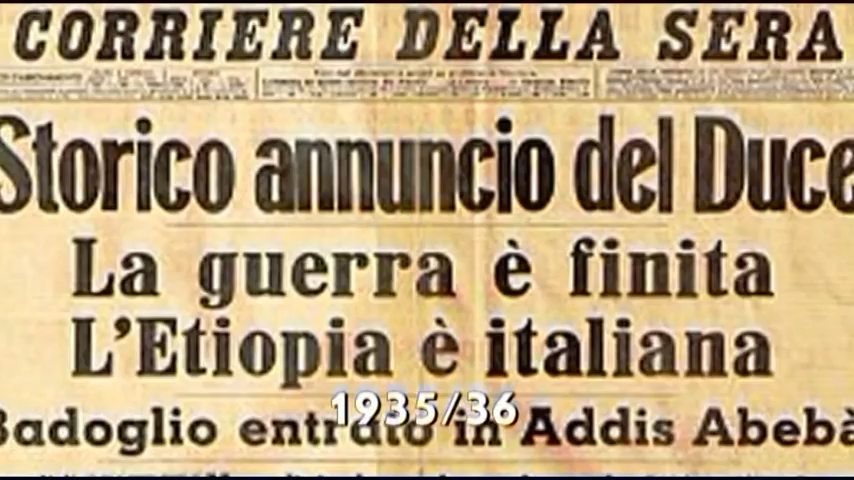 CORRIERE DELLA SERA
Storico annuncio del Duce
La guerra è finita
L'Etiopia è italiana
Badoglio entrato in Addis Abebà
1935/36